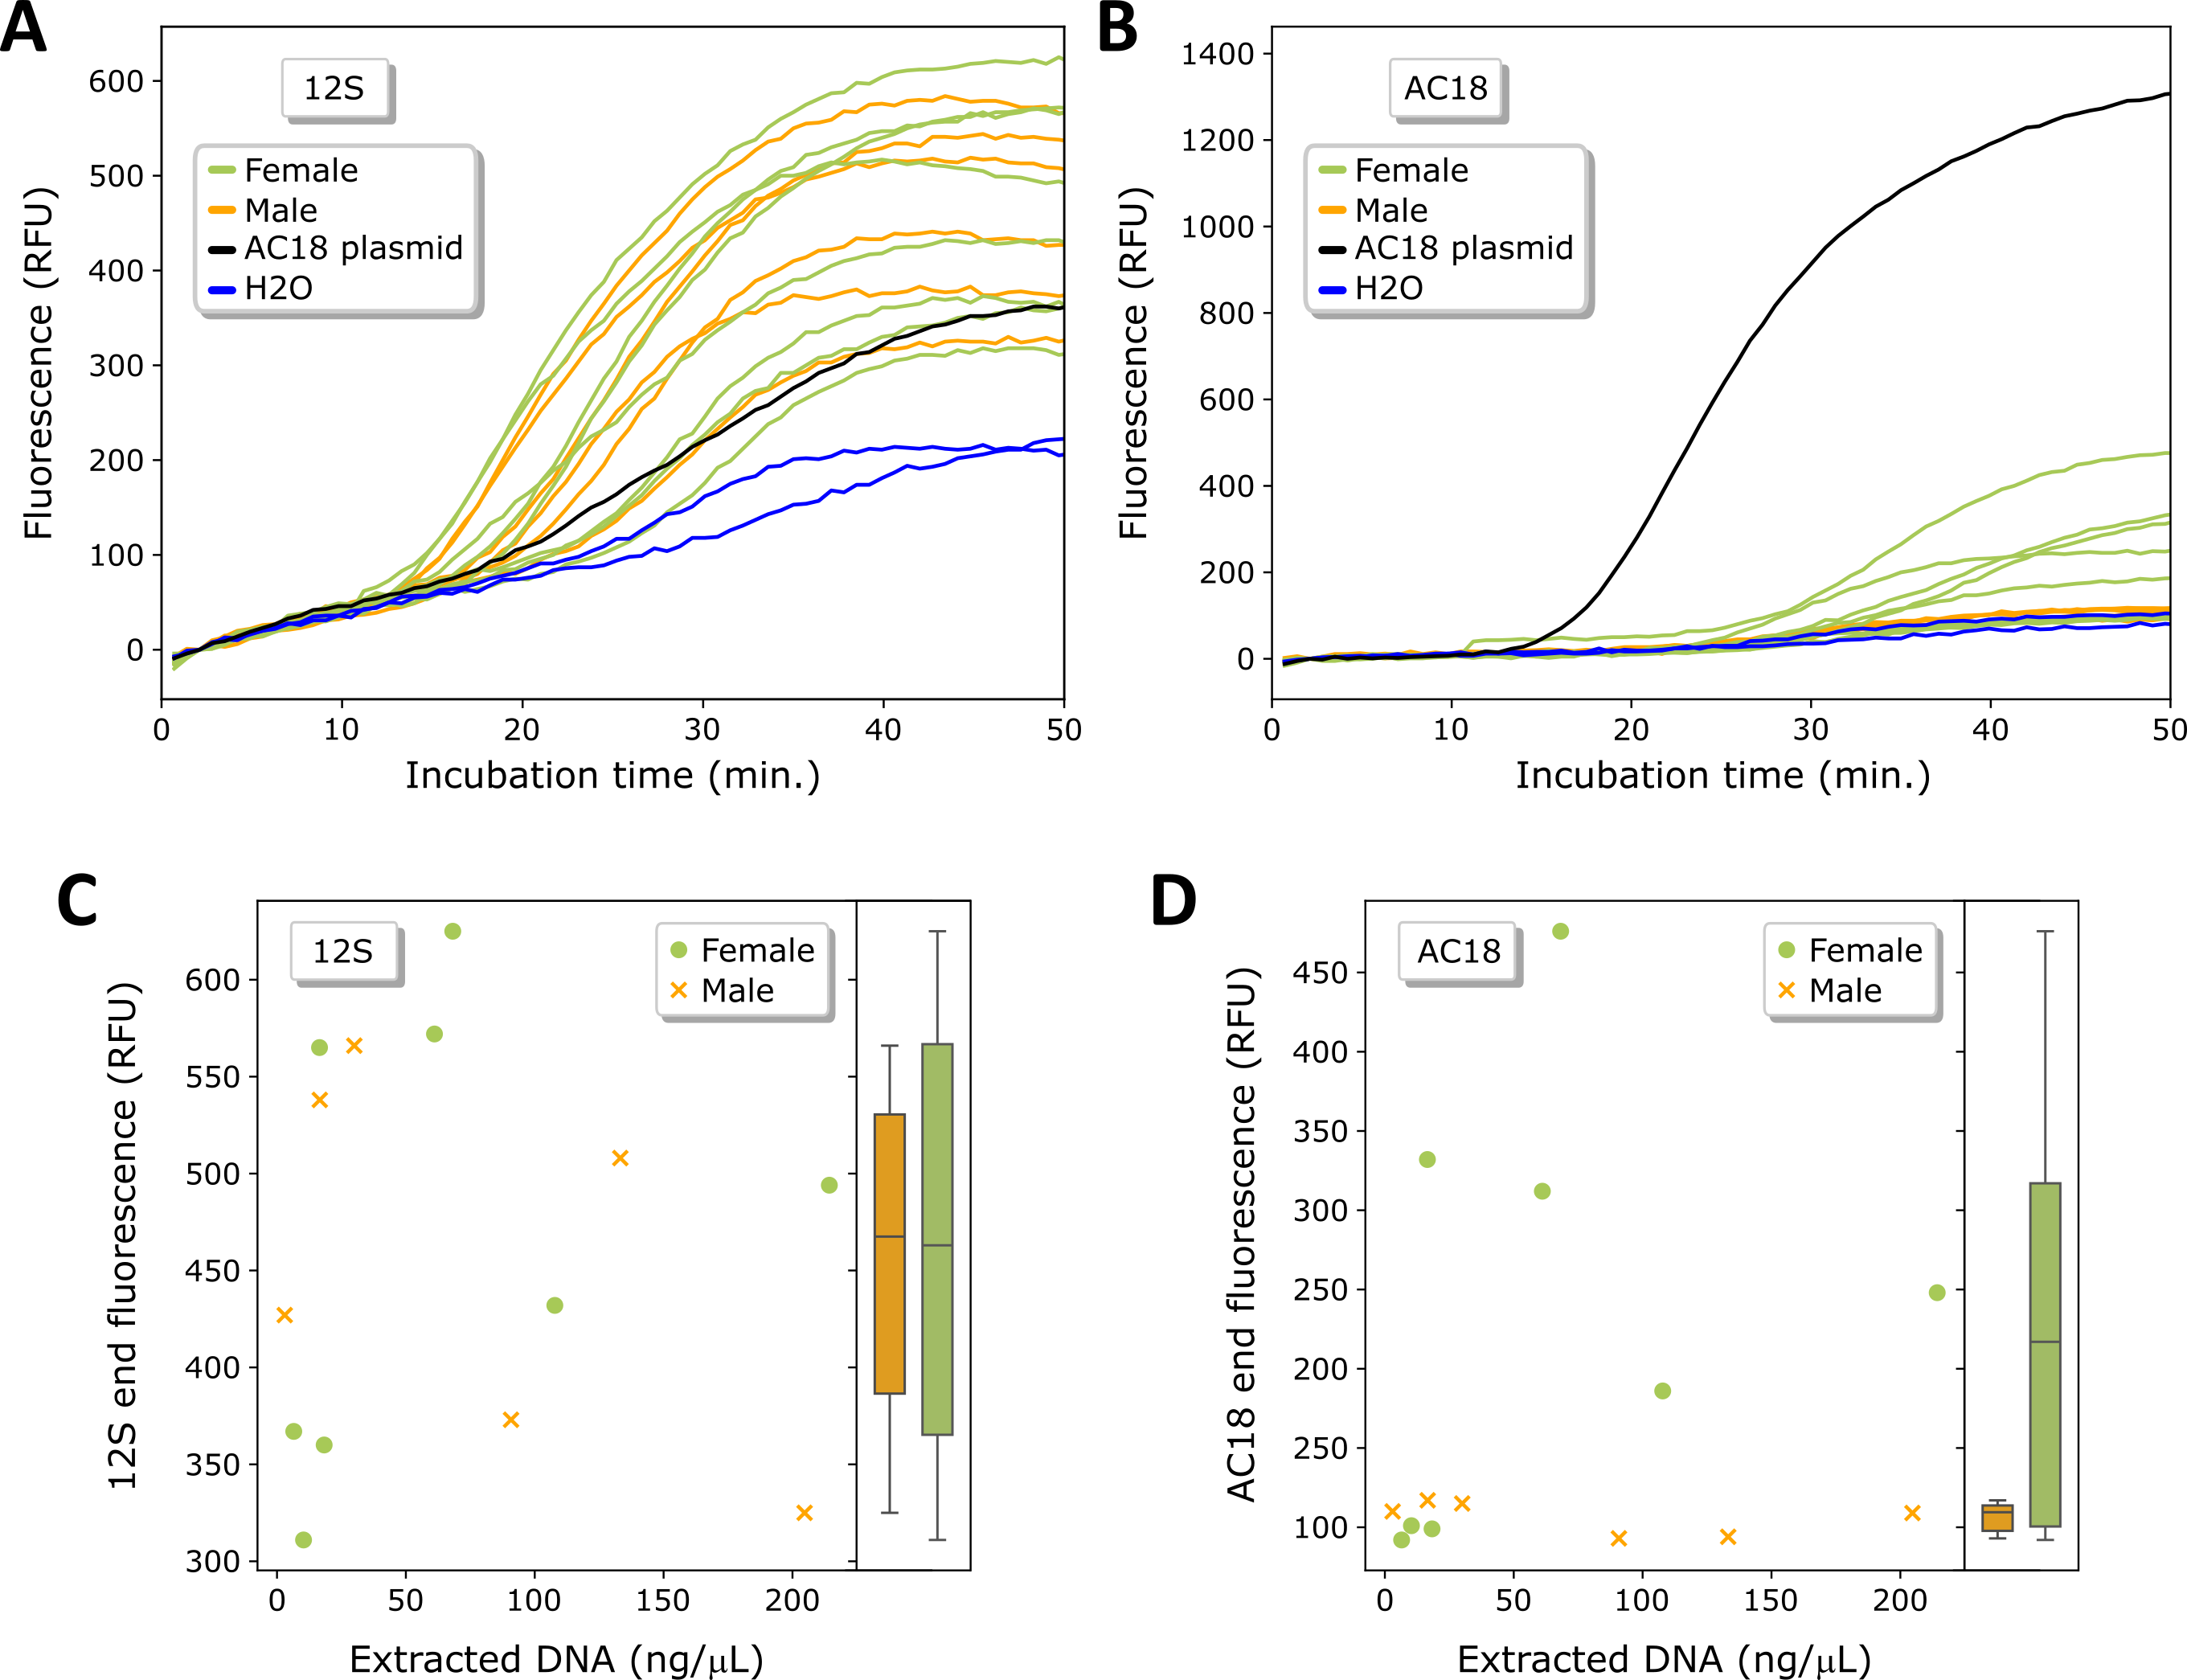 A
12S
Female
Male
AC18 plasmid
H2O
Fluorescence (RFU)
600
500
400
300
200
100
0
0 10 20 30 40 50
Incubation time (min.)
B
AC18
Female
Male
AC18 plasmid
H2O
Fluorescence (RFU)
1400
1200
1000
800
600
400
200
0
0 10 20 30 40 50
Incubation time (min.)
C
12S
Female
Male
12S end fluorescence (RFU)
600
550
500
450
400
350
300
0 50 100 150 200
Extracted DNA (ng/μL)
D
AC18
Female
Male
AC18 end fluorescence (RFU)
450
400
350
300
250
200
250
100
0 50 100 150 200
Extracted DNA (ng/μL)